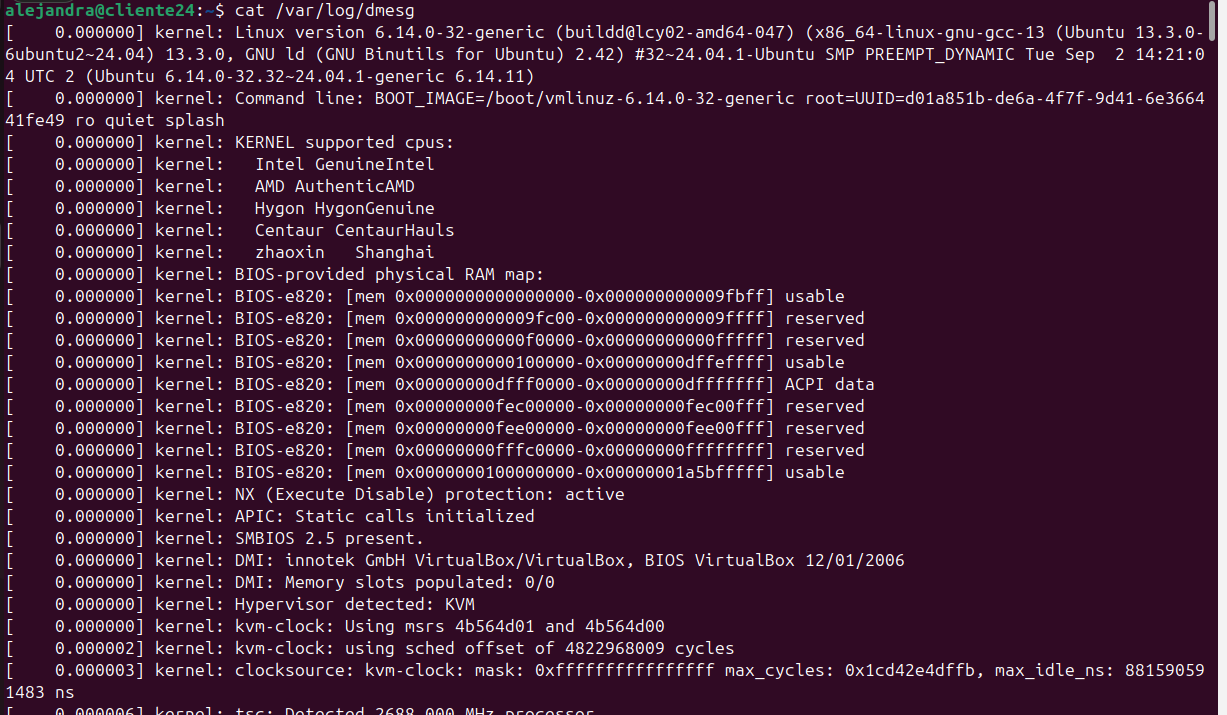 alejandra@cliente24:~$ cat /var/log/dmesg
[    0.000000] kernel: Linux version 6.14.0-32-generic (buildd@lcy02-amd64-047) (x86_64-linux-gnu-gcc-13 (Ubuntu 13.3.0-
6ubuntu2~24.04) 13.3.0, GNU ld (GNU Binutils for Ubuntu) 2.42) #32~24.04.1-Ubuntu SMP PREEMPT_DYNAMIC Tue Sep  2 14:21:0
4 UTC 2 (Ubuntu 6.14.0-32.32~24.04.1-generic 6.14.11)
[    0.000000] kernel: Command line: BOOT_IMAGE=/boot/vmlinuz-6.14.0-32-generic root=UUID=d01a851b-de6a-4f7f-9d41-6e3664
41fe49 ro quiet splash
[    0.000000] kernel: KERNEL supported cpus:
[    0.000000] kernel:   Intel GenuineIntel
[    0.000000] kernel:   AMD AuthenticAMD
[    0.000000] kernel:   Hygon HygonGenuine
[    0.000000] kernel:   Centaur CentaurHauls
[    0.000000] kernel:   zhaoxin   Shanghai
[    0.000000] kernel: BIOS-provided physical RAM map:
[    0.000000] kernel: BIOS-e820: [mem 0x0000000000000000-0x000000000009fbff] usable
[    0.000000] kernel: BIOS-e820: [mem 0x000000000009fc00-0x000000000009ffff] reserved
[    0.000000] kernel: BIOS-e820: [mem 0x00000000000f0000-0x00000000000fffff] reserved
[    0.000000] kernel: BIOS-e820: [mem 0x0000000000100000-0x00000000dffeffff] usable
[    0.000000] kernel: BIOS-e820: [mem 0x00000000dfff0000-0x00000000dfffffff] ACPI data
[    0.000000] kernel: BIOS-e820: [mem 0x00000000fec00000-0x00000000fec00fff] reserved
[    0.000000] kernel: BIOS-e820: [mem 0x00000000fee00000-0x00000000fee00fff] reserved
[    0.000000] kernel: BIOS-e820: [mem 0x00000000fffc0000-0x00000000ffffffff] reserved
[    0.000000] kernel: BIOS-e820: [mem 0x0000000100000000-0x00000001a5bfffff] usable
[    0.000000] kernel: NX (Execute Disable) protection: active
[    0.000000] kernel: APIC: Static calls initialized
[    0.000000] kernel: SMBIOS 2.5 present.
[    0.000000] kernel: DMI: innotek GmbH VirtualBox/VirtualBox, BIOS VirtualBox 12/01/2006
[    0.000000] kernel: DMI: Memory slots populated: 0/0
[    0.000000] kernel: Hypervisor detected: KVM
[    0.000000] kernel: kvm-clock: Using msrs 4b564d01 and 4b564d00
[    0.000002] kernel: kvm-clock: using sched offset of 4822968009 cycles
[    0.000003] kernel: clocksource: kvm-clock: mask: 0xffffffffffffffff max_cycles: 0x1cd42e4dffb, max_idle_ns: 88159059
1483 ns
[    0.000006] kernel: tsc: Detected 2688.000 MHz processor